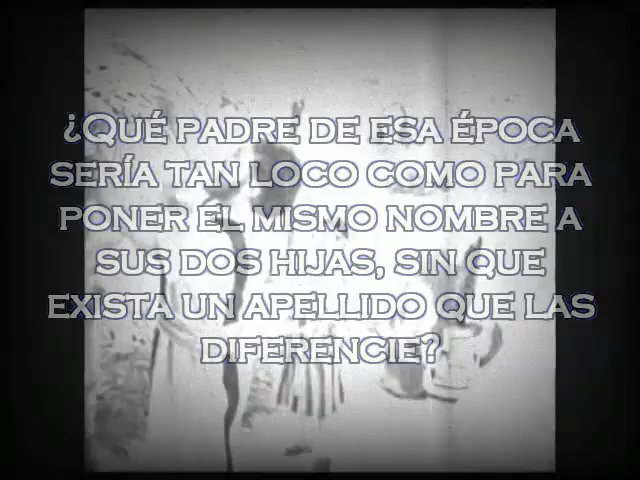 ¿QUÉ PADRE DE ESA ÉPOCA
SERÍA TAN LOCO COMO PARA
PONER EL MISMO NOMBRE A
SUS DOS HIJAS, SIN QUE
EXISTA UN APELLIDO QUE LAS
DIFERENCIE?